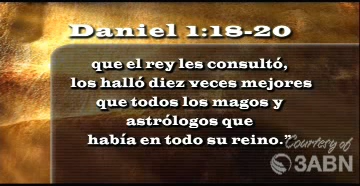 Daniel 1:18-20
que el rey les consultó,
los halló diez veces mejores
que todos los magos y
astrólogos que
había en todo su reino.”
Courtesy of
3ABN